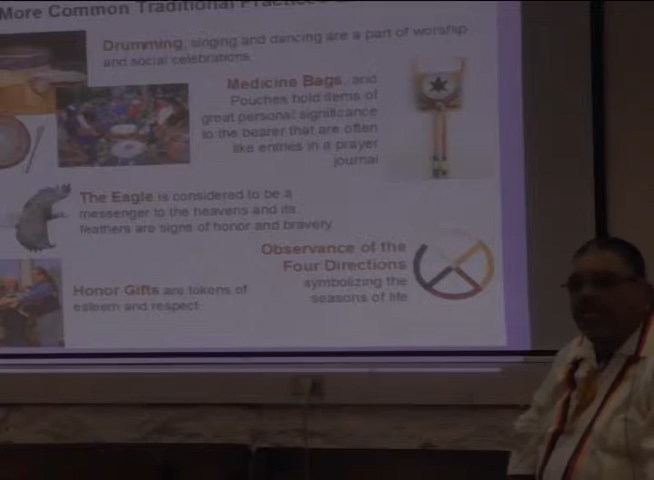 More Common Traditional Practices
Drumming, singing and dancing are a part of worship
and social celebrations.
Medicine Bags, and
Pouches hold items of
great personal significance
to the bearer that are often
like entries in a prayer
journal
The Eagle is considered to be a
messenger to the heavens and its
feathers are signs of honor and bravery
Observance of the
Four Directions
symbolizing the
seasons of life
Honor Gifts are tokens of
esteem and respect.